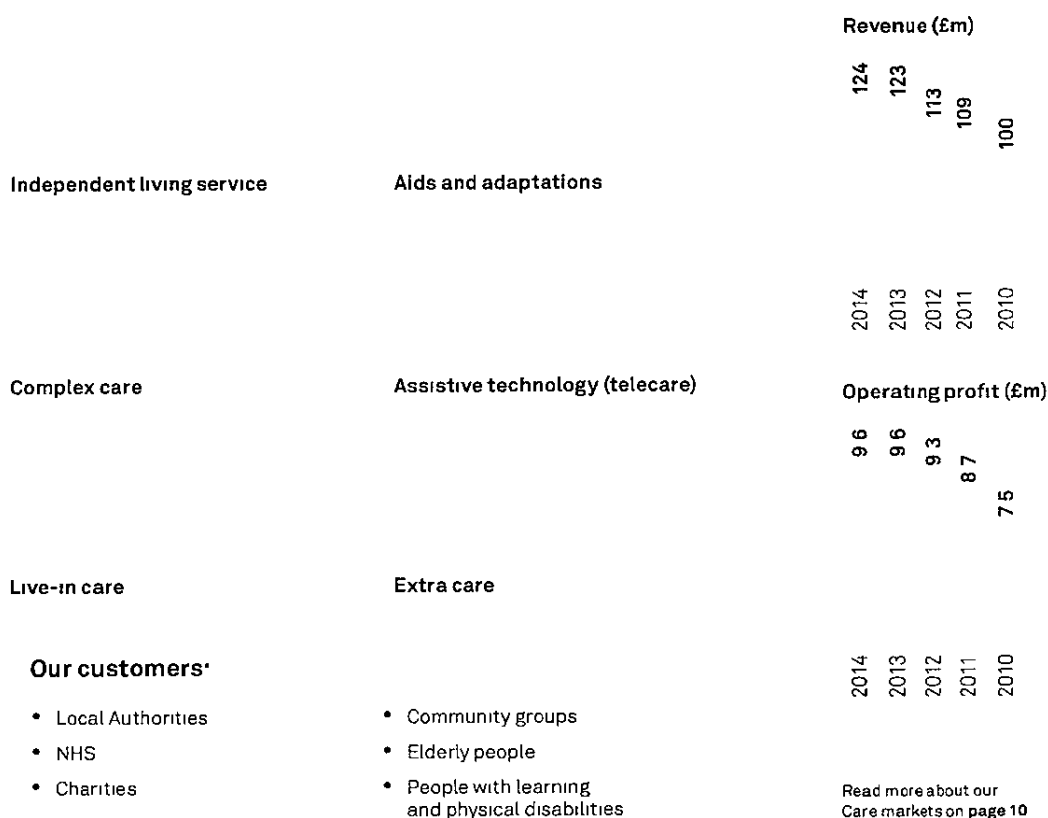 Revenue (£m)
124
123
113
109
100
Independent living service
Aids and adaptations
2014
2013
2012
2011
2010
Complex care
Assistive technology (telecare)
Operating profit (£m)
9 6
9 6
9 3
8 7
7 5
Live-in care
Extra care
2014
2013
2012
2011
2010
Our customers·
• Local Authorities
• NHS
• Charities
• Community groups
• Elderly people
• People with learning
and physical disabilities
Read more about our
Care markets on page 10